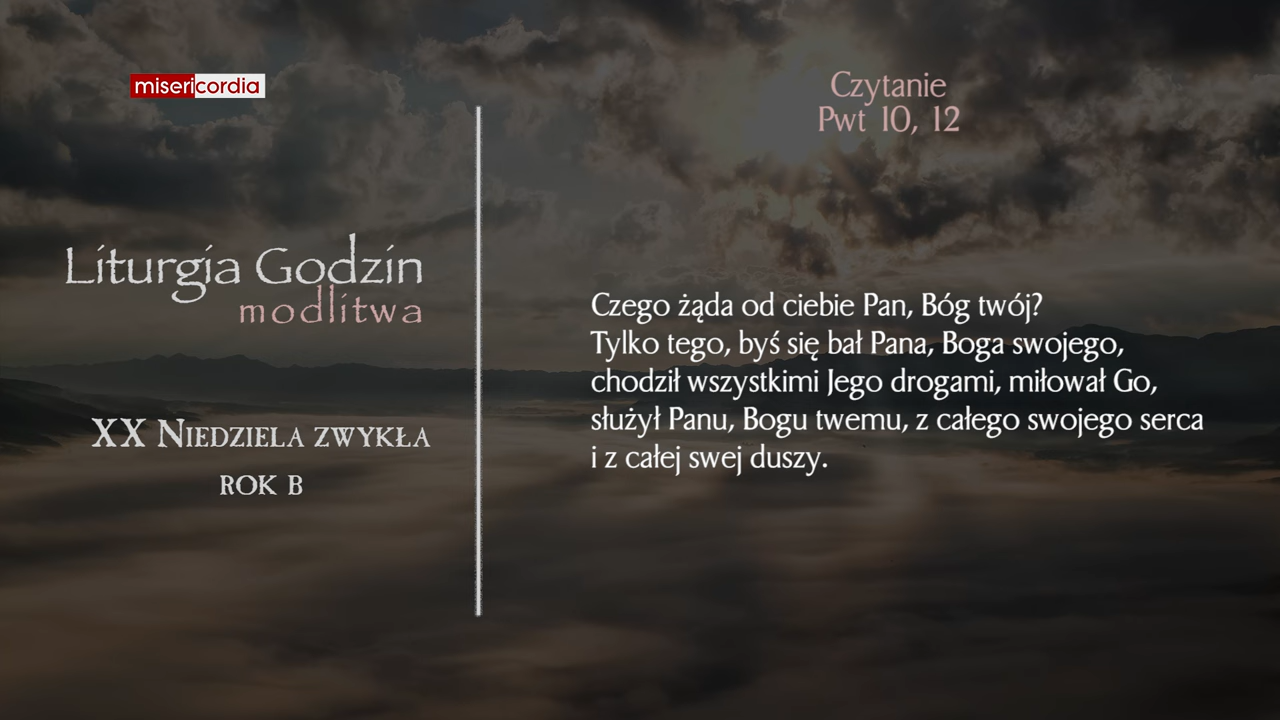 misericordia
Liturgia Godzin
modlitwa
XX Niedziela zwykła
rok B
Czytanie
Pwt 10, 12
Czego żąda od ciebie Pan, Bóg twój?
Tylko tego, byś się bał Pana, Boga swojego,
chodził wszystkimi Jego drogami, miłował Go,
służył Panu, Bogu twemu, z całego swojego serca
i z całej swej duszy.